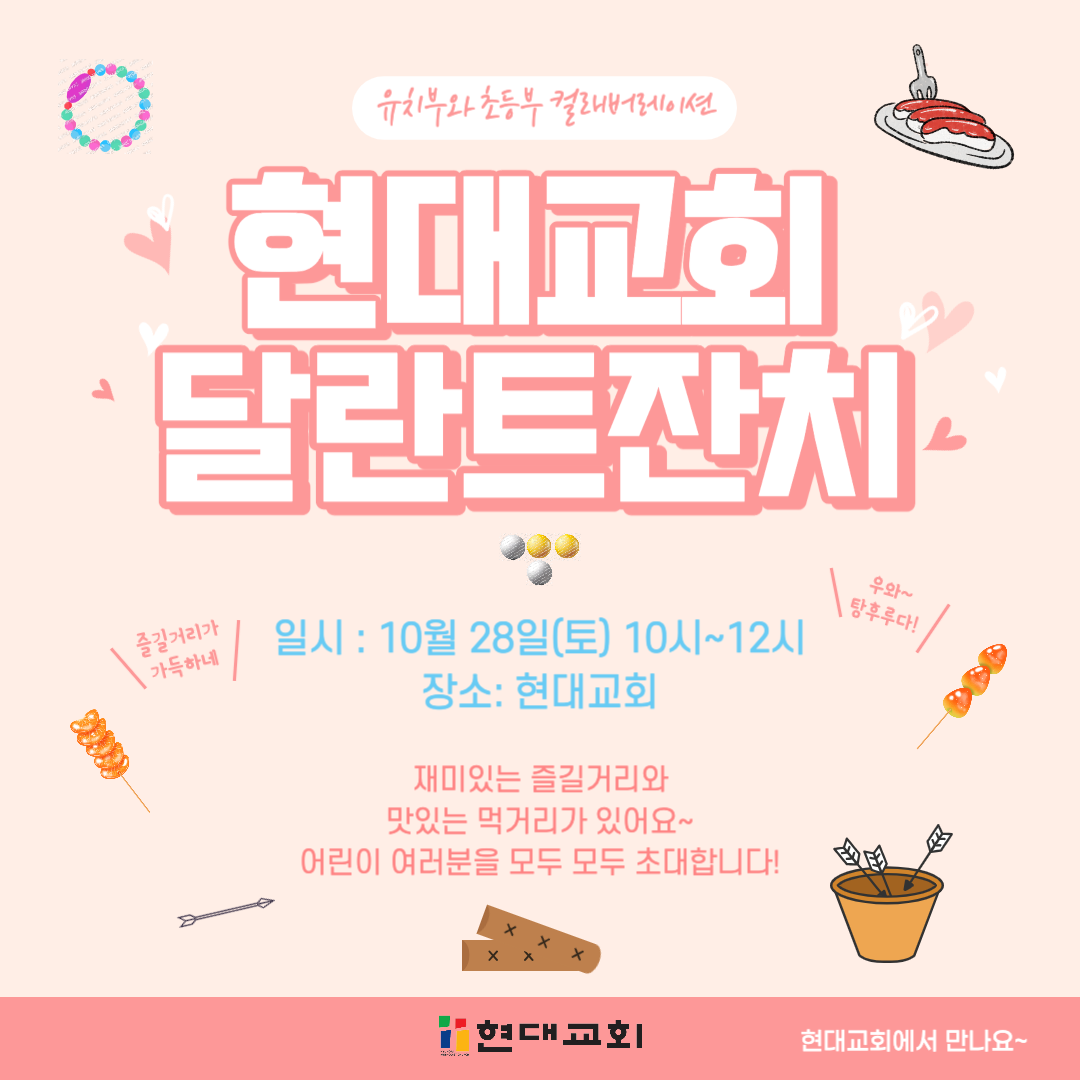 유치부와 초등부 컬래버레이션
현대교회
달란트잔치
우와~
탕후루다!
즐길거리가
가득하네
일시 : 10월 28일(토) 10시~12시
장소: 현대교회
재미있는 즐길거리와
맛있는 먹거리가 있어요~
어린이 여러분을 모두 모두 초대합니다!
현대교회
현대교회에서 만나요~